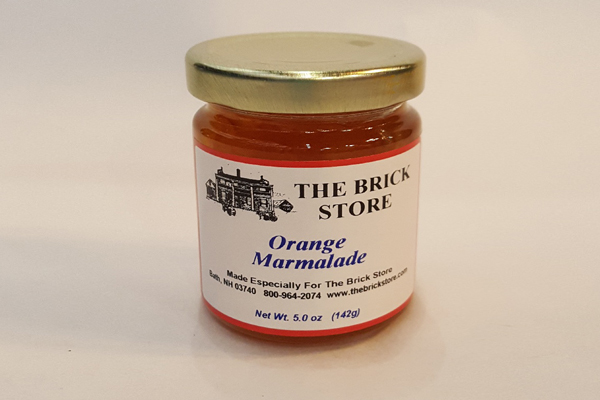 THE BRICK
STORE
Orange
Marmalade
Made Especially For The Brick Store
Bath, NH 03740 800-964-2074 www.thebrickstore.com
Net Wt. 5.0 oz (142g)